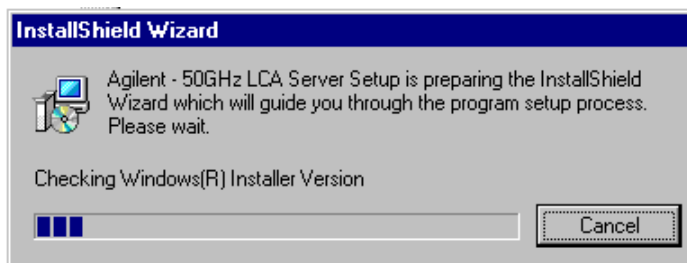 InstallShield Wizard
Agilent - 50GHz LCA Server Setup is preparing the InstallShield
Wizard which will guide you through the program setup process.
Please wait.
Checking Windows(R) Installer Version
Cancel